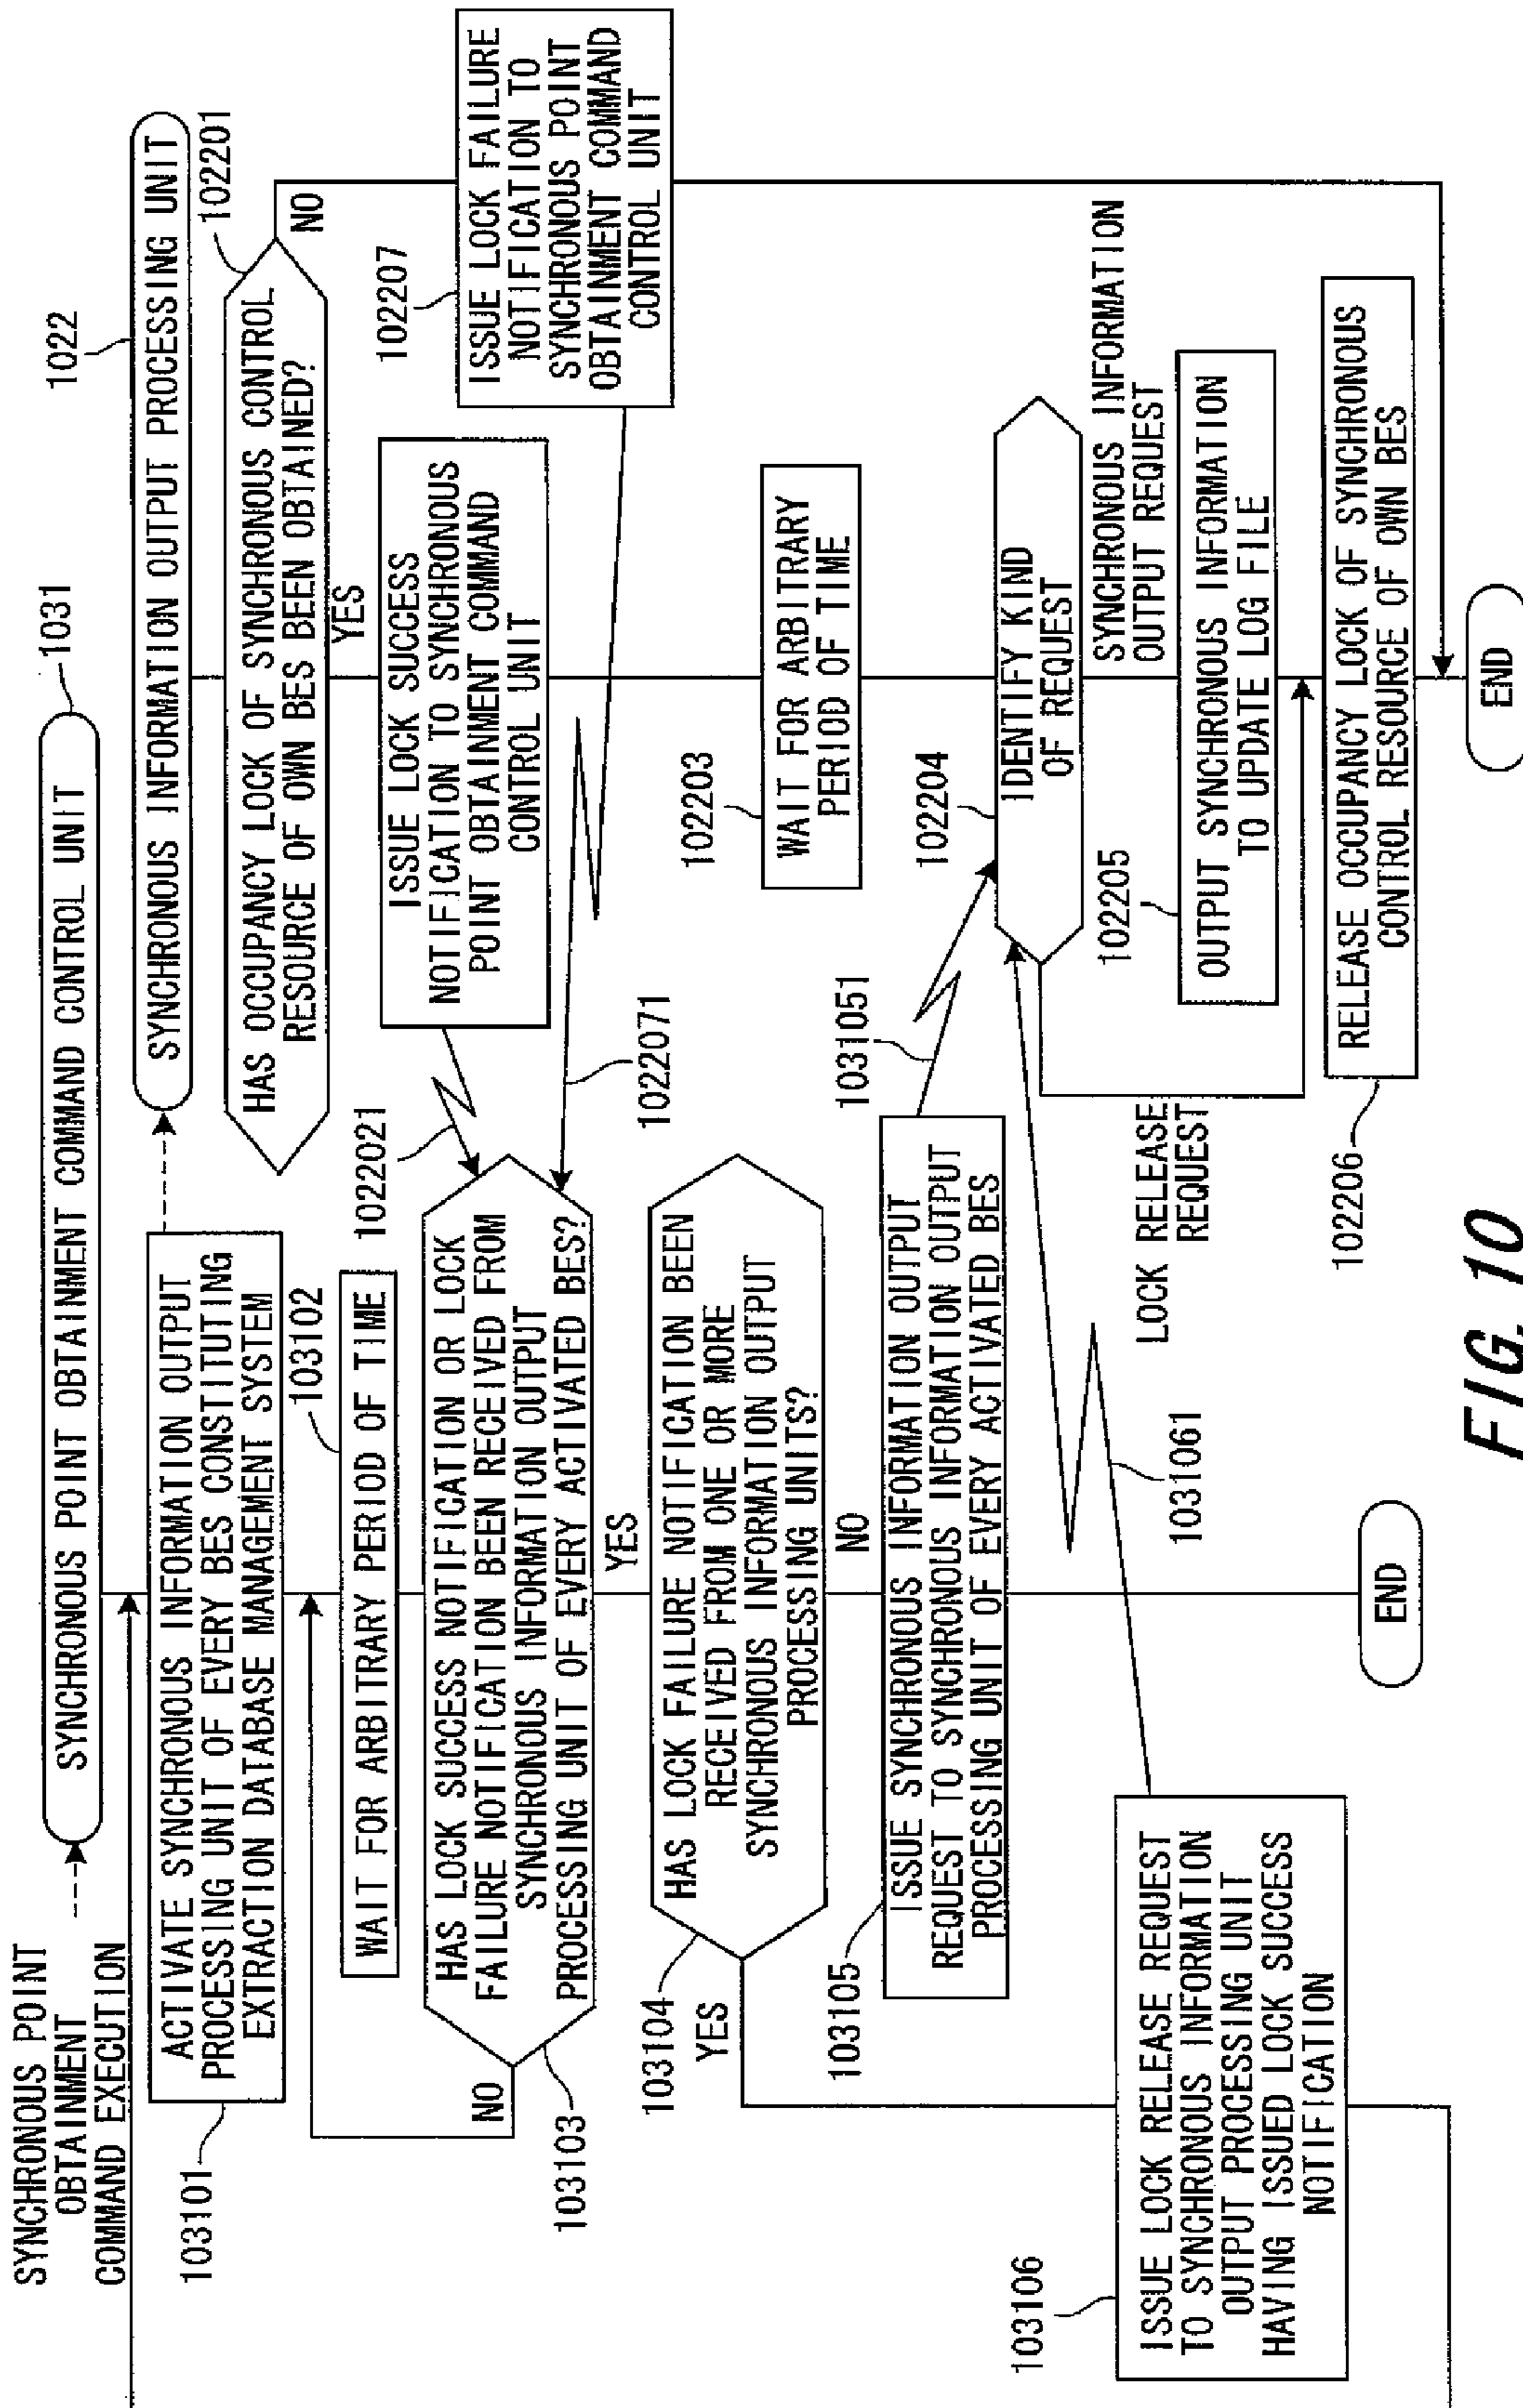 SYNCHRONOUS POINT
OBTAINMENT
COMMAND EXECUTION
SYNCHRONOUS POINT OBTAINMENT COMMAND CONTROL UNIT
1031
103101
ACTIVATE SYNCHRONOUS INFORMATION OUTPUT
PROCESSING UNIT OF EVERY BES CONSTITUTING
EXTRACTION DATABASE MANAGEMENT SYSTEM
103102
WAIT FOR ARBITRARY PERIOD OF TIME
HAS LOCK SUCCESS NOTIFICATION OR LOCK
FAILURE NOTIFICATION BEEN RECEIVED FROM
SYNCHRONOUS INFORMATION OUTPUT
PROCESSING UNIT OF EVERY ACTIVATED BES?
103103
NO
YES
HAS LOCK FAILURE NOTIFICATION BEEN
RECEIVED FROM ONE OR MORE
SYNCHRONOUS INFORMATION OUTPUT
PROCESSING UNITS?
103104
YES
NO
103105
ISSUE SYNCHRONOUS INFORMATION OUTPUT
REQUEST TO SYNCHRONOUS INFORMATION OUTPUT
PROCESSING UNIT OF EVERY ACTIVATED BES
103106
ISSUE LOCK RELEASE REQUEST
TO SYNCHRONOUS INFORMATION
OUTPUT PROCESSING UNIT
HAVING ISSUED LOCK SUCCESS
NOTIFICATION
END
1022
SYNCHRONOUS INFORMATION OUTPUT PROCESSING UNIT
102201
HAS OCCUPANCY LOCK OF SYNCHRONOUS CONTROL
RESOURCE OF OWN BES BEEN OBTAINED?
NO
YES
ISSUE LOCK SUCCESS
NOTIFICATION TO SYNCHRONOUS
POINT OBTAINMENT COMMAND
CONTROL UNIT
1022021
102207
ISSUE LOCK FAILURE
NOTIFICATION TO
SYNCHRONOUS POINT
OBTAINMENT COMMAND
CONTROL UNIT
1022071
102203
WAIT FOR ARBITRARY
PERIOD OF TIME
102204
IDENTIFY KIND
OF REQUEST
1031051
1031061
SYNCHRONOUS INFORMATION
OUTPUT REQUEST
LOCK RELEASE
REQUEST
102205
OUTPUT SYNCHRONOUS INFORMATION
TO UPDATE LOG FILE
102206
RELEASE OCCUPANCY LOCK OF SYNCHRONOUS
CONTROL RESOURCE OF OWN BES
END
FIG. 10